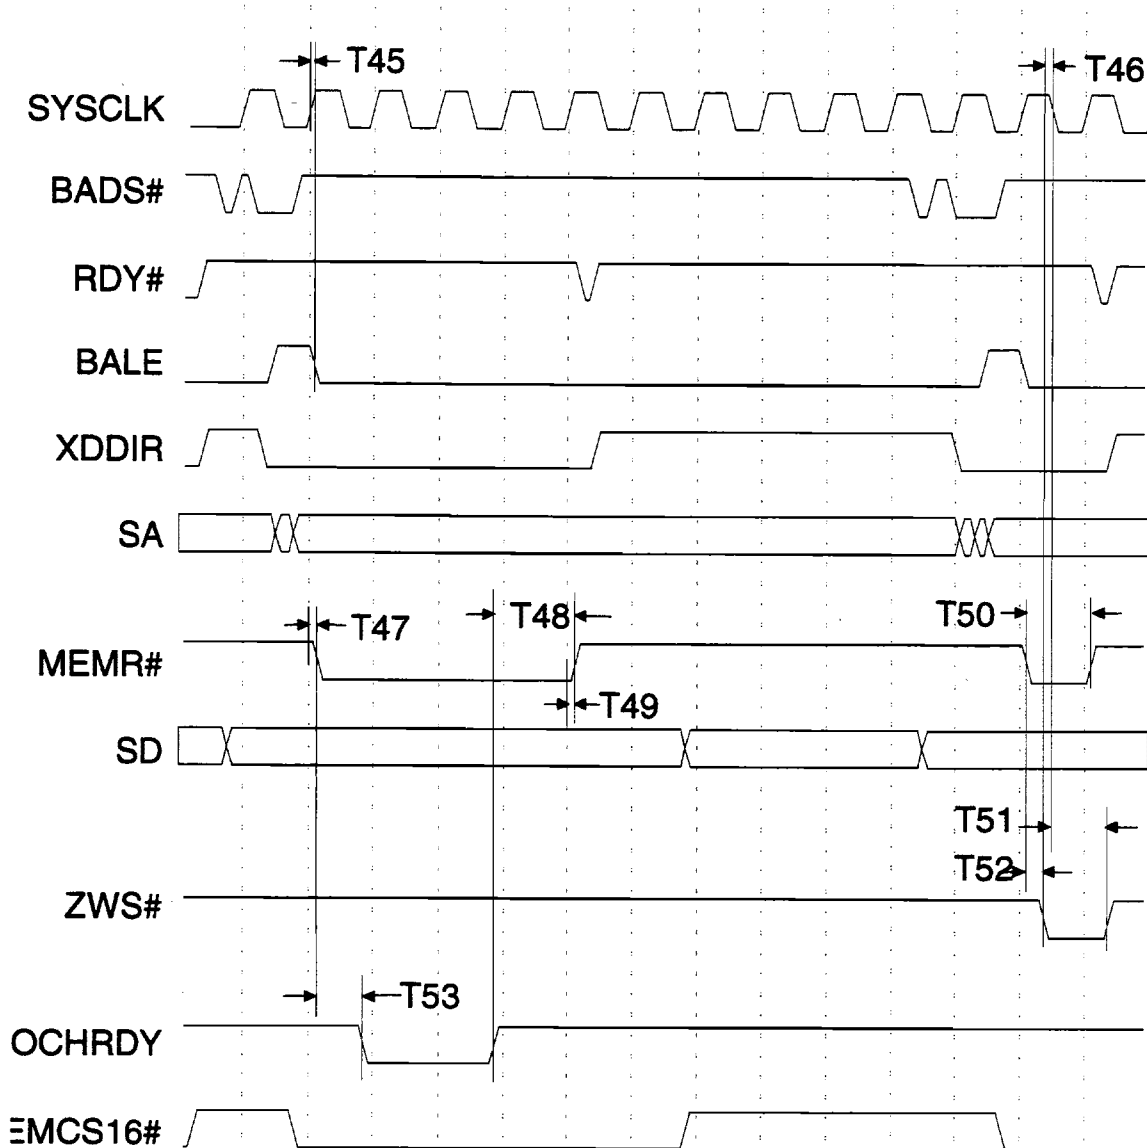 T45
T46
SYSCLK
BADS#
RDY#
BALE
XDDIR
SA
T47
T48
T50
MEMR#
T49
SD
T51
T52
ZWS#
T53
OCHRDY
EMCS16#